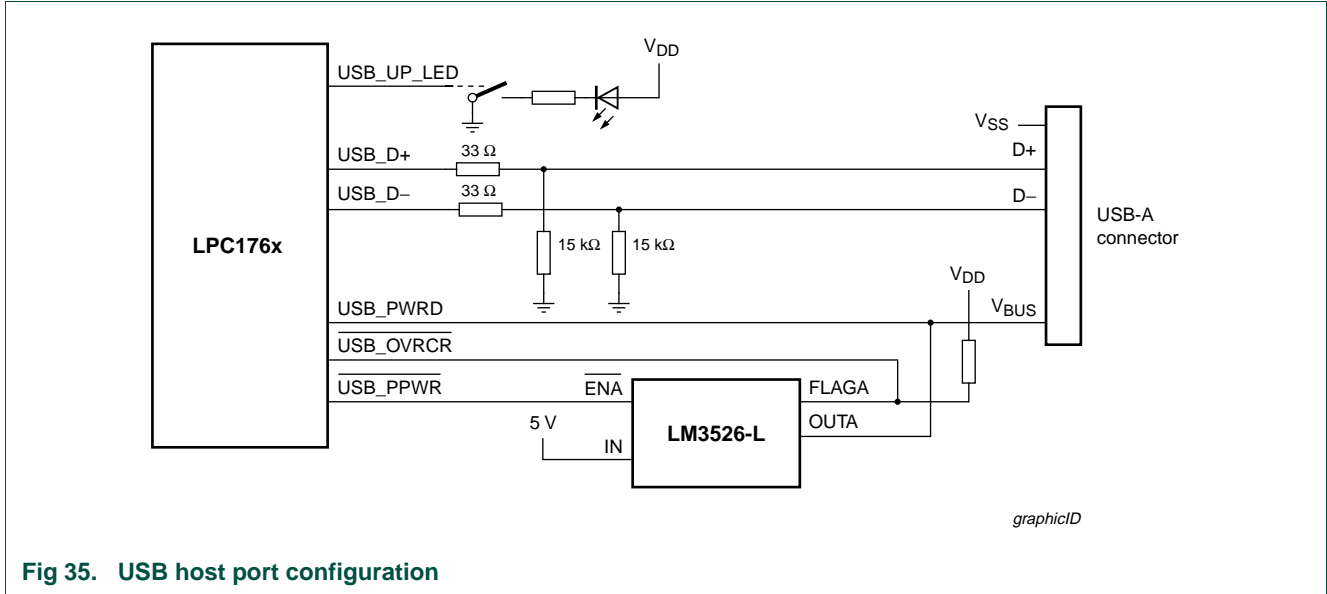 V_DD
USB_UP_LED
V_SS
D+
USB_D+
33 Ω
D−
USB_D−
33 Ω
USB-A
connector
LPC176x
15 kΩ
15 kΩ
V_DD
USB_PWRD
V_BUS
USB_OVRCR
USB_PPWR
ENA
FLAGA
5 V
LM3526-L
OUTA
IN
graphicID
Fig 35. USB host port configuration